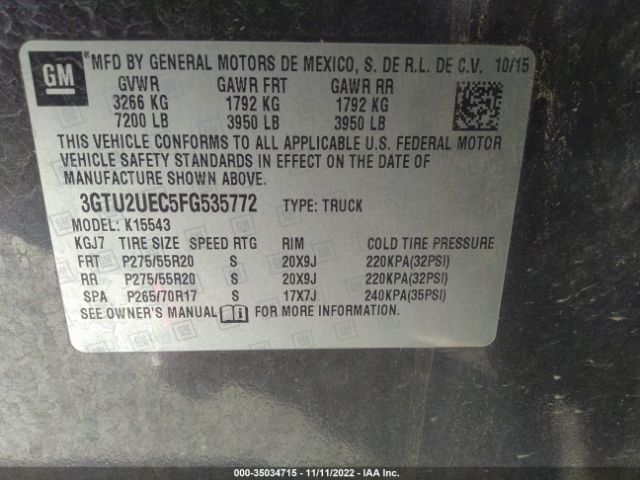 GM
MFD BY GENERAL MOTORS DE MEXICO, S. DE R.L. DE C.V. 10/15
GVWR GAWR FRT GAWR RR
3266 KG 1792 KG 1792 KG
7200 LB 3950 LB 3950 LB
THIS VEHICLE CONFORMS TO ALL APPLICABLE U.S. FEDERAL MOTOR
VEHICLE SAFETY STANDARDS IN EFFECT ON THE DATE OF
MANUFACTURE SHOWN ABOVE.
3GTU2UEC5FG535772 TYPE: TRUCK
MODEL: K15543
KGJ7 TIRE SIZE SPEED RTG RIM COLD TIRE PRESSURE
FRT P275/55R20 S 20X9J 220KPA(32PSI)
RR P275/55R20 S 20X9J 220KPA(32PSI)
SPA P265/70R17 S 17X7J 240KPA(35PSI)
SEE OWNER'S MANUAL FOR MORE INFORMATION.
000-35034715 - 11/11/2022 - IAA Inc.